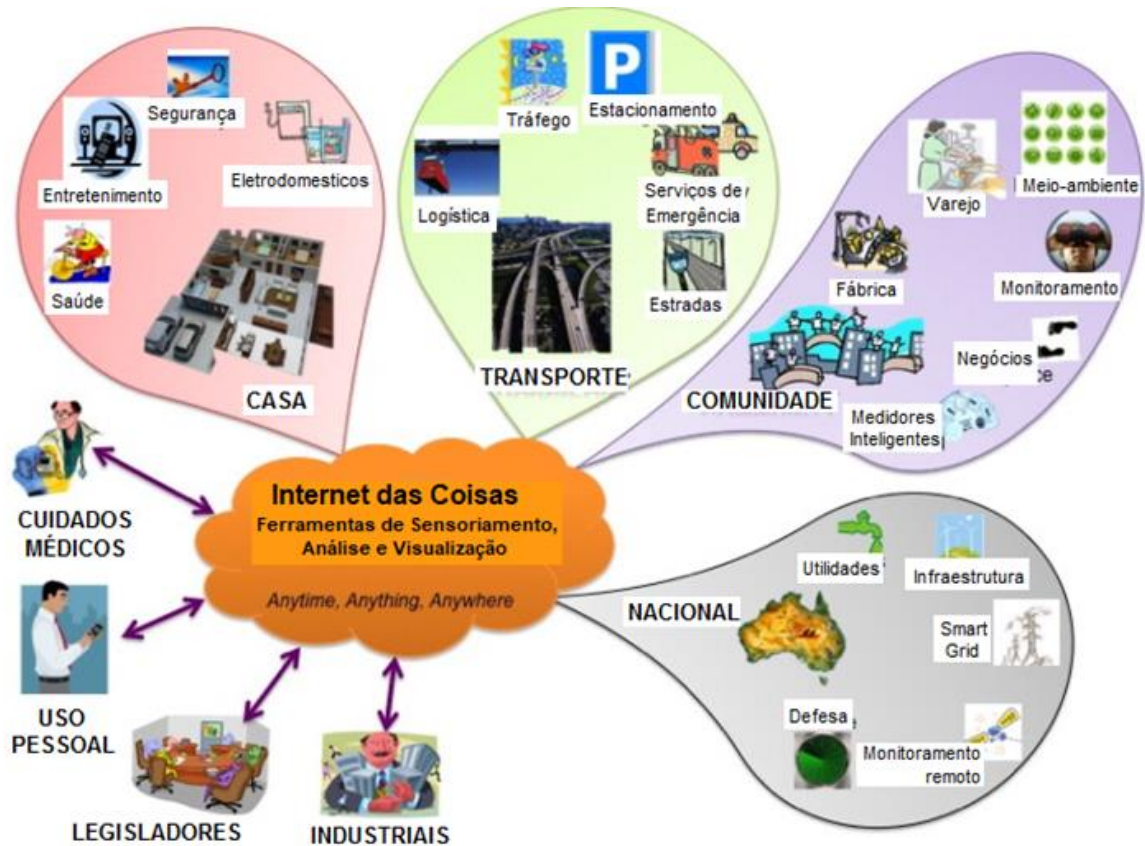 Segurança
Entretenimento
Eletrodomesticos
Saúde
CASA
P
Tráfego
Estacionamento
Logística
Serviços de
Emergência
Estradas
TRANSPORTE
Varejo
Meio-ambiente
Fábrica
Monitoramento
Negócios
ce
COMUNIDADE
Medidores
Inteligentes
CUIDADOS
MÉDICOS
Internet das Coisas
Ferramentas de Sensoriamento,
Análise e Visualização
Anytime, Anything, Anywhere
USO
PESSOAL
LEGISLADORES
INDUSTRIAIS
NACIONAL
Utilidades
Infraestrutura
Smart
Grid
Defesa
Monitoramento
remoto